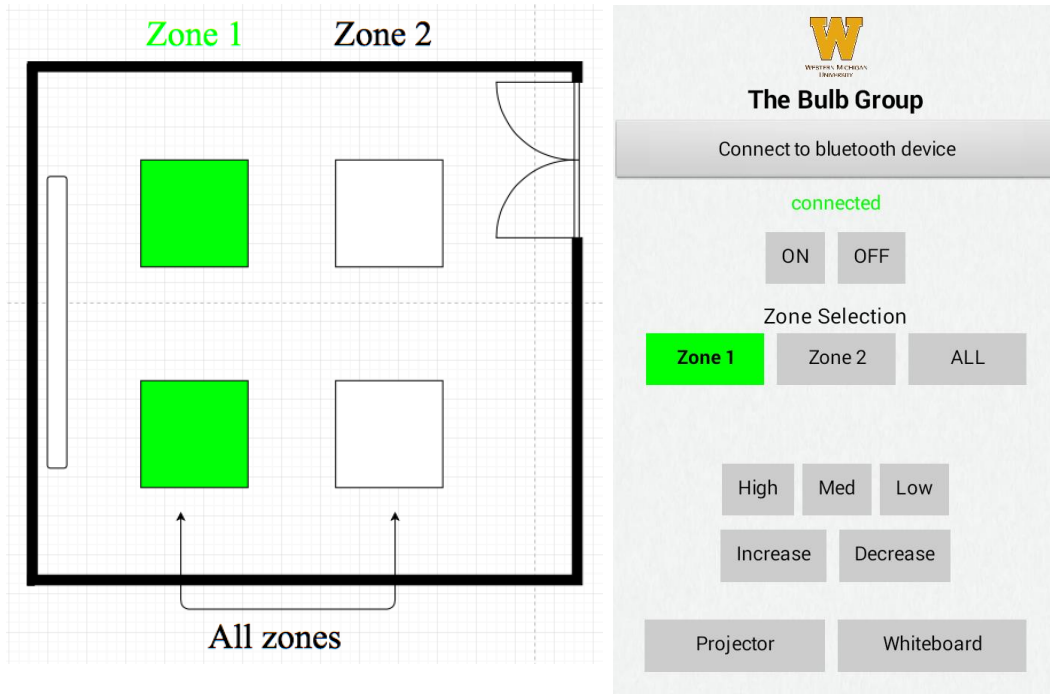 Zone 1 Zone 2
All zones
W
WESTERN MICHIGAN
UNIVERSITY
The Bulb Group
Connect to bluetooth device
connected
ON OFF
Zone Selection
Zone 1 Zone 2 ALL
High Med Low
Increase Decrease
Projector Whiteboard